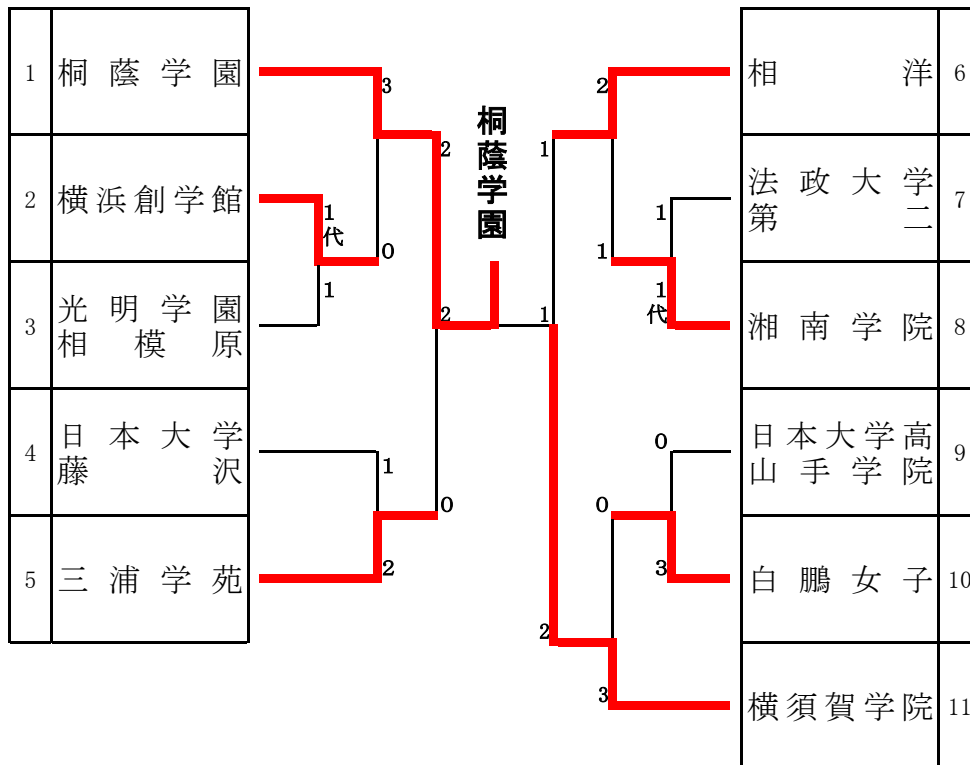 1 桐蔭学園
2 横浜創学館
3 光明学園
相模原
4 日本大学
藤沢
5 三浦学苑
3
1
代
0
1
1
2
2
2
0
桐蔭学園
2
1
1
1
1
代
1
0
0
3
2
3
相洋 6
法政大学
第二 7
湘南学院 8
日本大学高
山手学院 9
白鵬女子 10
横須賀学院 11